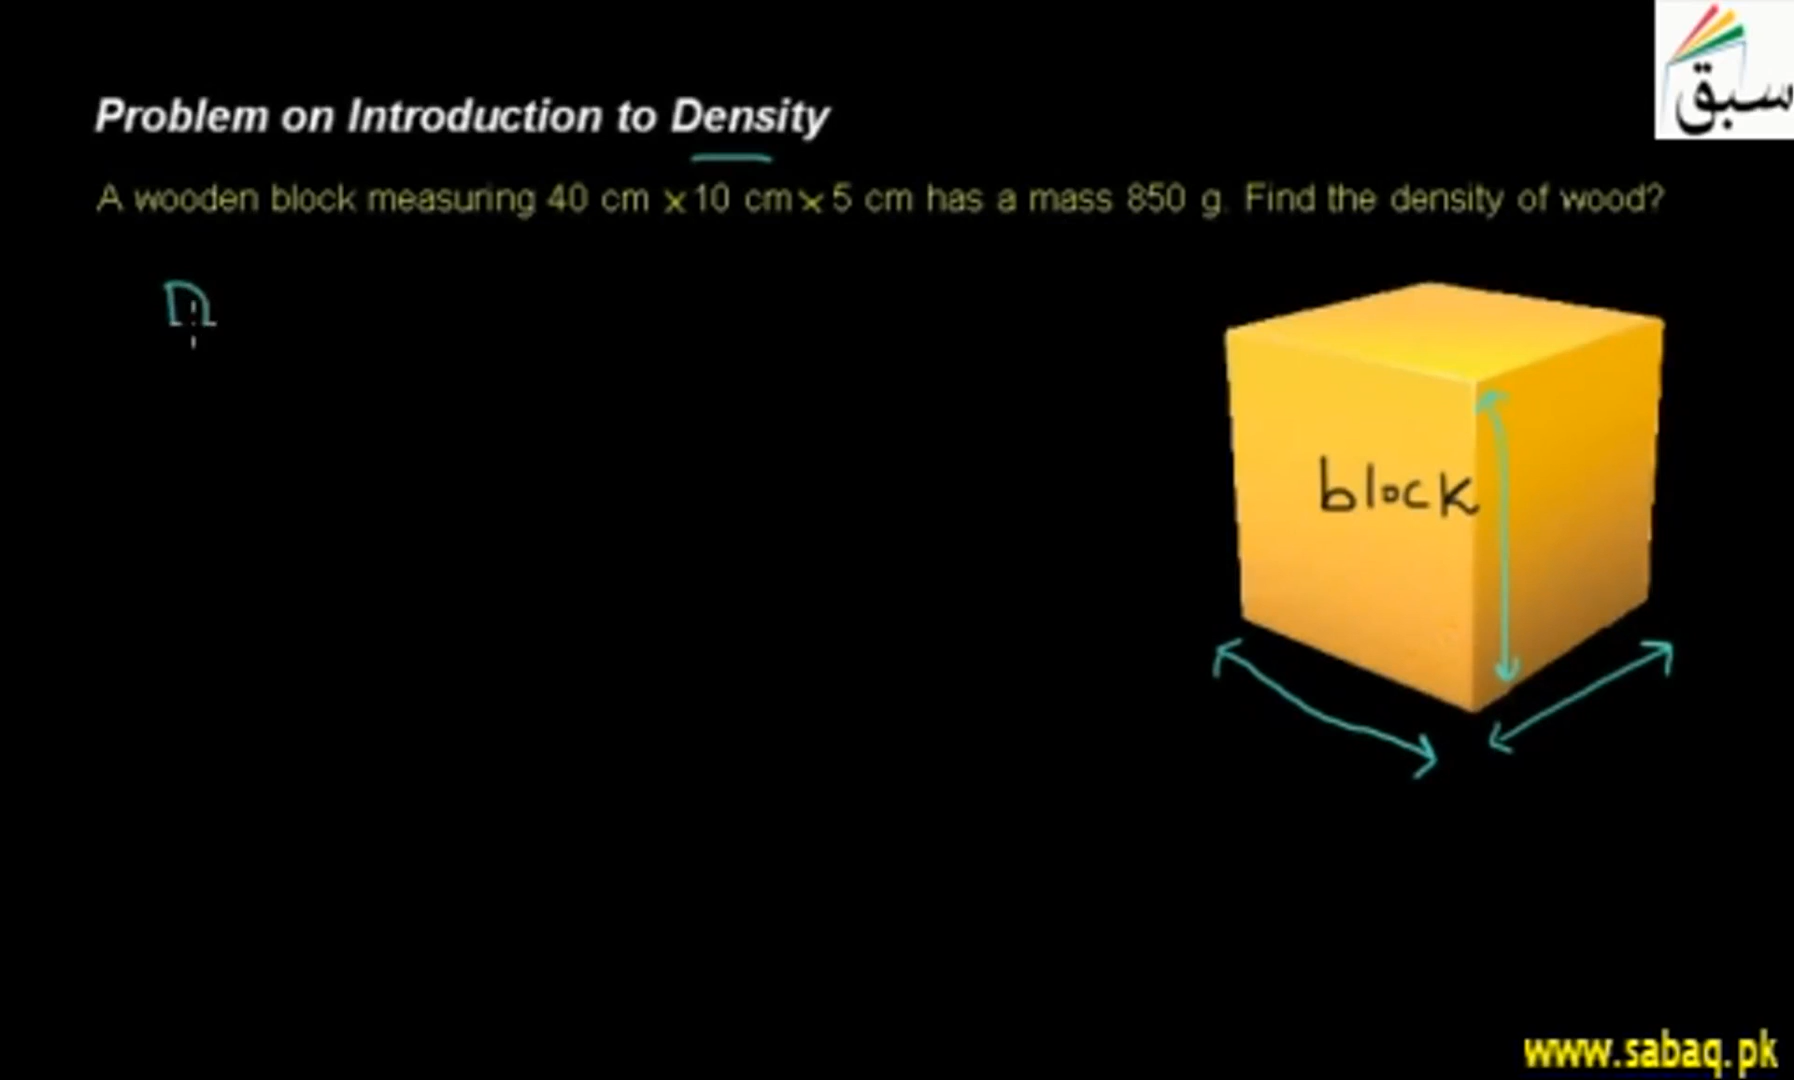 سبق
Problem on Introduction to Density
A wooden block measuring 40 cm x 10 cm x 5 cm has a mass 850 g. Find the density of wood?
D
block
www.sabaq.pk